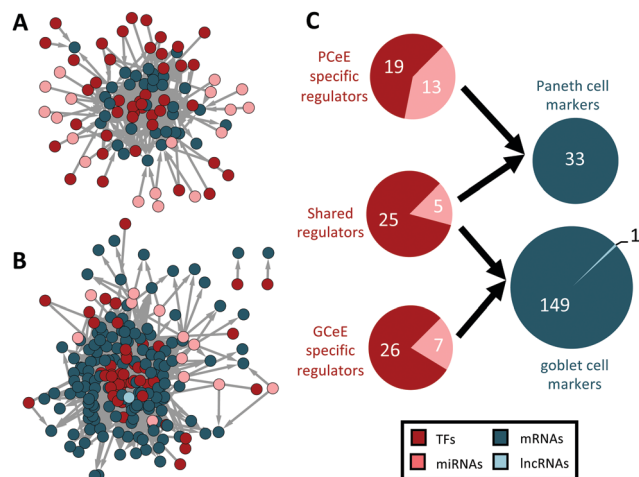 A
B
C
PCeE
specific
regulators
19
13
Paneth cell
markers
33
Shared
regulators
25
5
1
149
goblet cell
markers
GCeE
specific
regulators
26
7
TFs
mRNAs
miRNAs
lncRNAs